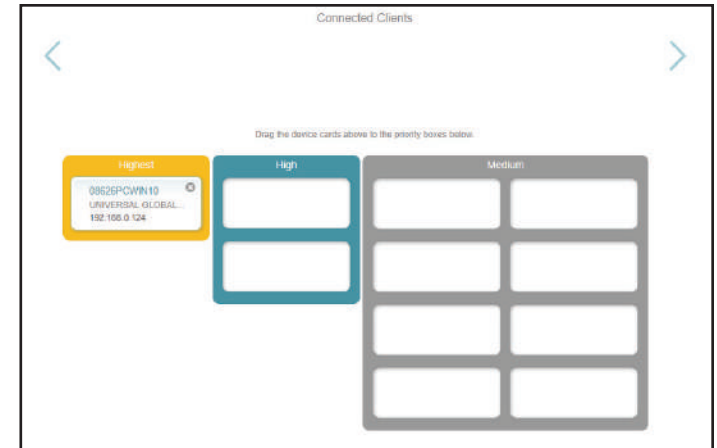 Connected Clients
Drag the device cards above to the priority boxes below.
Highest
High
Medium
08626PCWIN10
UNIVERSAL GLOBAL...
192.168.0.124